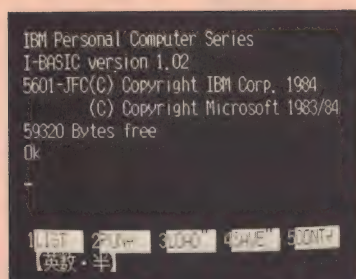 IBM Personal Computer Series
I-BASIC version 1.02
5601-JFC(C) Copyright IBM Corp. 1984
(C) Copyright Microsoft 1983/84
59320 Bytes free
Ok
1LIST 2RUN↵ 3LOAD" 4SAVE" 5CONT↵
【英数・半】